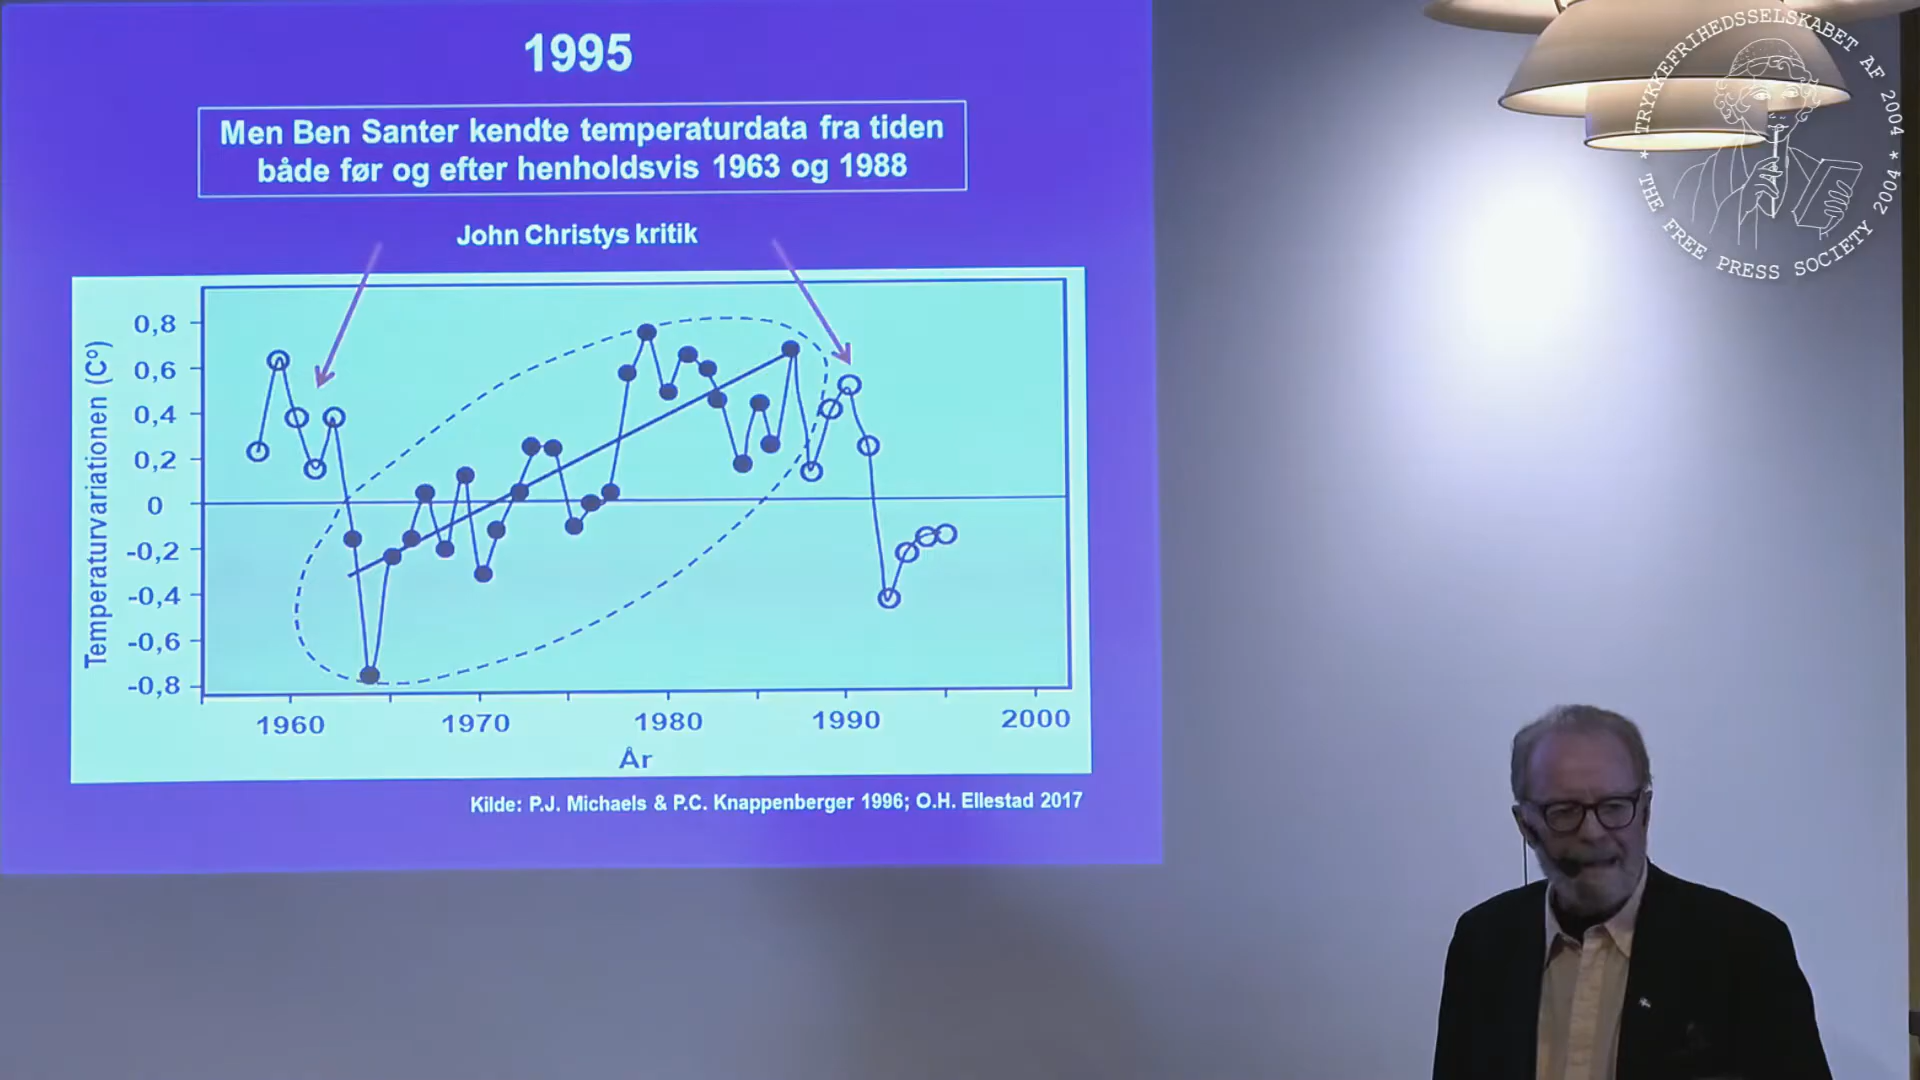 1995
Men Ben Santer kendte temperaturdata fra tiden
både før og efter henholdsvis 1963 og 1988
John Christys kritik
Temperaturvariationen (Cº)
0,8
0,6
0,4
0,2
0
-0,2
-0,4
-0,6
-0,8
1960 1970 1980 1990 2000
År
Kilde: P.J. Michaels & P.C. Knappenberger 1996; O.H. Ellestad 2017
* TRYKKEFRIHEDSSELSKABET AF 2004 *
THE FREE PRESS SOCIETY 2004